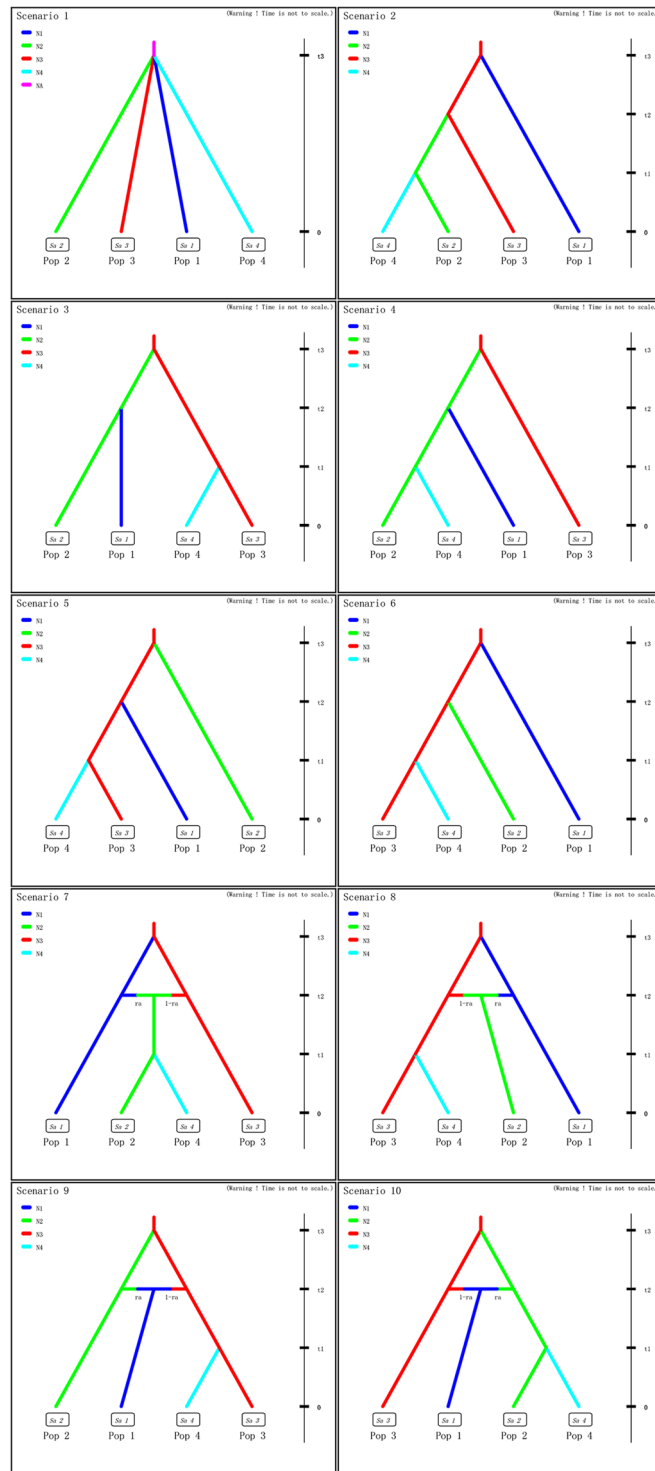 Scenario 1 (Warning ! Time is not to scale.)
N1
N2
N3
N4
NA
t3
0
Sa 2 Sa 3 Sa 1 Sa 4
Pop 2 Pop 3 Pop 1 Pop 4
Scenario 2 (Warning ! Time is not to scale.)
N1
N2
N3
N4
t3
t2
t1
0
Sa 4 Sa 2 Sa 3 Sa 1
Pop 4 Pop 2 Pop 3 Pop 1
Scenario 3 (Warning ! Time is not to scale.)
N1
N2
N3
N4
t3
t2
t1
0
Sa 2 Sa 1 Sa 4 Sa 3
Pop 2 Pop 1 Pop 4 Pop 3
Scenario 4 (Warning ! Time is not to scale.)
N1
N2
N3
N4
t3
t2
t1
0
Sa 2 Sa 4 Sa 1 Sa 3
Pop 2 Pop 4 Pop 1 Pop 3
Scenario 5 (Warning ! Time is not to scale.)
N1
N2
N3
N4
t3
t2
t1
0
Sa 4 Sa 3 Sa 1 Sa 2
Pop 4 Pop 3 Pop 1 Pop 2
Scenario 6 (Warning ! Time is not to scale.)
N1
N2
N3
N4
t3
t2
t1
0
Sa 3 Sa 4 Sa 2 Sa 1
Pop 3 Pop 4 Pop 2 Pop 1
Scenario 7 (Warning ! Time is not to scale.)
N1
N2
N3
N4
t3
t2
ra 1-ra
t1
0
Sa 1 Sa 2 Sa 4 Sa 3
Pop 1 Pop 2 Pop 4 Pop 3
Scenario 8 (Warning ! Time is not to scale.)
N1
N2
N3
N4
t3
t2
1-ra ra
t1
0
Sa 3 Sa 4 Sa 2 Sa 1
Pop 3 Pop 4 Pop 2 Pop 1
Scenario 9 (Warning ! Time is not to scale.)
N1
N2
N3
N4
t3
t2
ra 1-ra
t1
0
Sa 2 Sa 1 Sa 4 Sa 3
Pop 2 Pop 1 Pop 4 Pop 3
Scenario 10 (Warning ! Time is not to scale.)
N1
N2
N3
N4
t3
t2
1-ra ra
t1
0
Sa 3 Sa 1 Sa 2 Sa 4
Pop 3 Pop 1 Pop 2 Pop 4